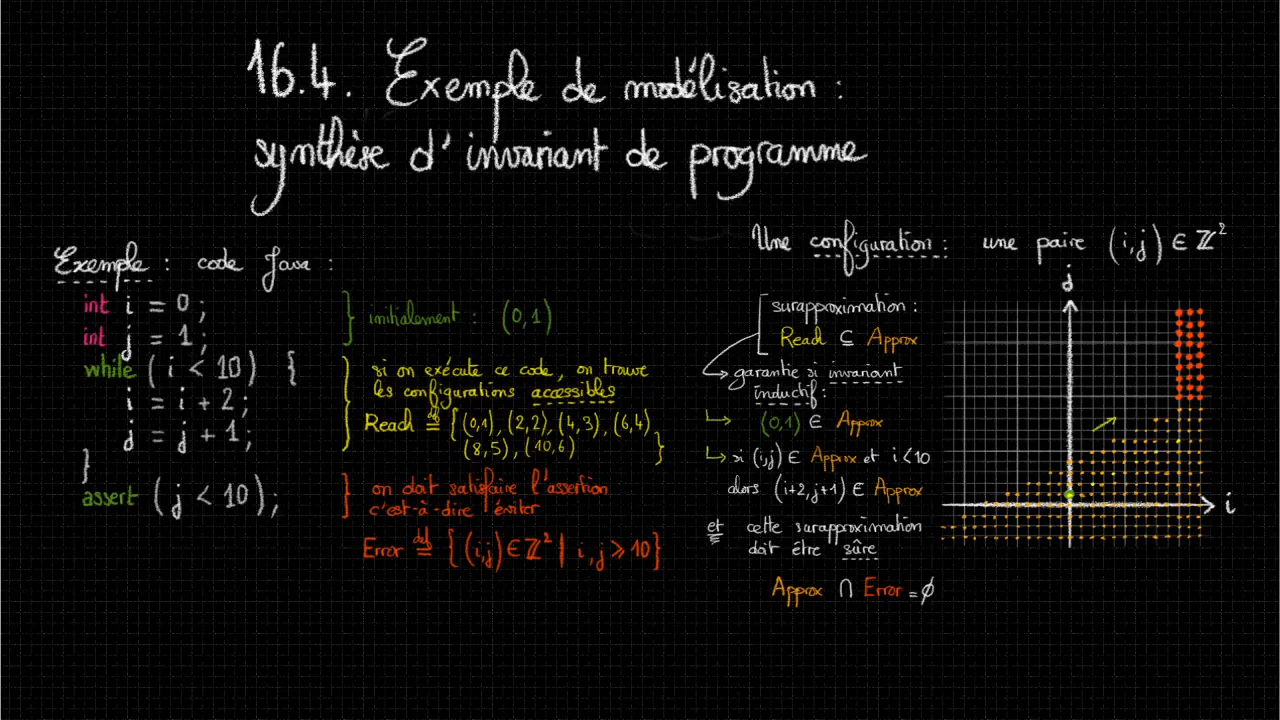 16.4. Exemple de modélisation :
synthèse d'invariant de programme
Exemple : code Java :
int i = 0 ;
int j = 1 ;
while ( i < 10 ) {
i = i + 2 ;
j = j + 1 ;
}
assert ( j < 10 ) ;
} initialement : (0,1)
} si on exécute ce code, on trouve
les configurations accessibles
Reach def= { (0,1), (2,2), (4,3), (6,4)
(8,5), (10,6) }
} on doit satisfaire l'assertion
c'est-à-dire éviter
Error def= { (i,j) ∈ ℤ² | i, j ⩾ 10 }
Une configuration : une paire (i,j) ∈ ℤ²
surapproximation :
Reach ⊆ Approx
→ garantie si invariant
inductif :
↳ (0,1) ∈ Approx
↳ si (i,j) ∈ Approx et i < 10
alors (i+2, j+1) ∈ Approx
et cette surapproximation
doit être sûre
Approx ∩ Error = ∅
j
i